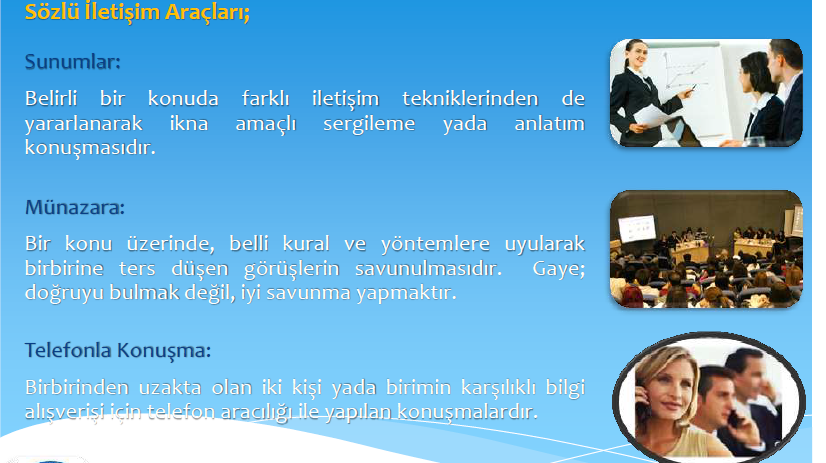 Sözlü İletişim Araçları;
Sunumlar:
Belirli bir konuda farklı iletişim tekniklerinden de
yararlanarak ikna amaçlı sergileme yada anlatım
konuşmasıdır.
Münazara:
Bir konu üzerinde, belli kural ve yöntemlere uyularak
birbirine ters düşen görüşlerin savunulmasıdır. Gaye;
doğruyu bulmak değil, iyi savunma yapmaktır.
Telefonla Konuşma:
Birbirinden uzakta olan iki kişi yada birimin karşılıklı bilgi
alışverişi için telefon aracılığı ile yapılan konuşmalardır.